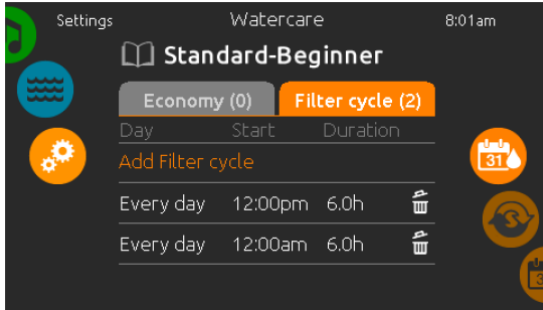 Settings Watercare 8:01am
Standard-Beginner
Economy (0) Filter cycle (2)
Day Start Duration
Add Filter cycle
31
Every day 12:00pm 6.0h
S
Every day 12:00am 6.0h
3